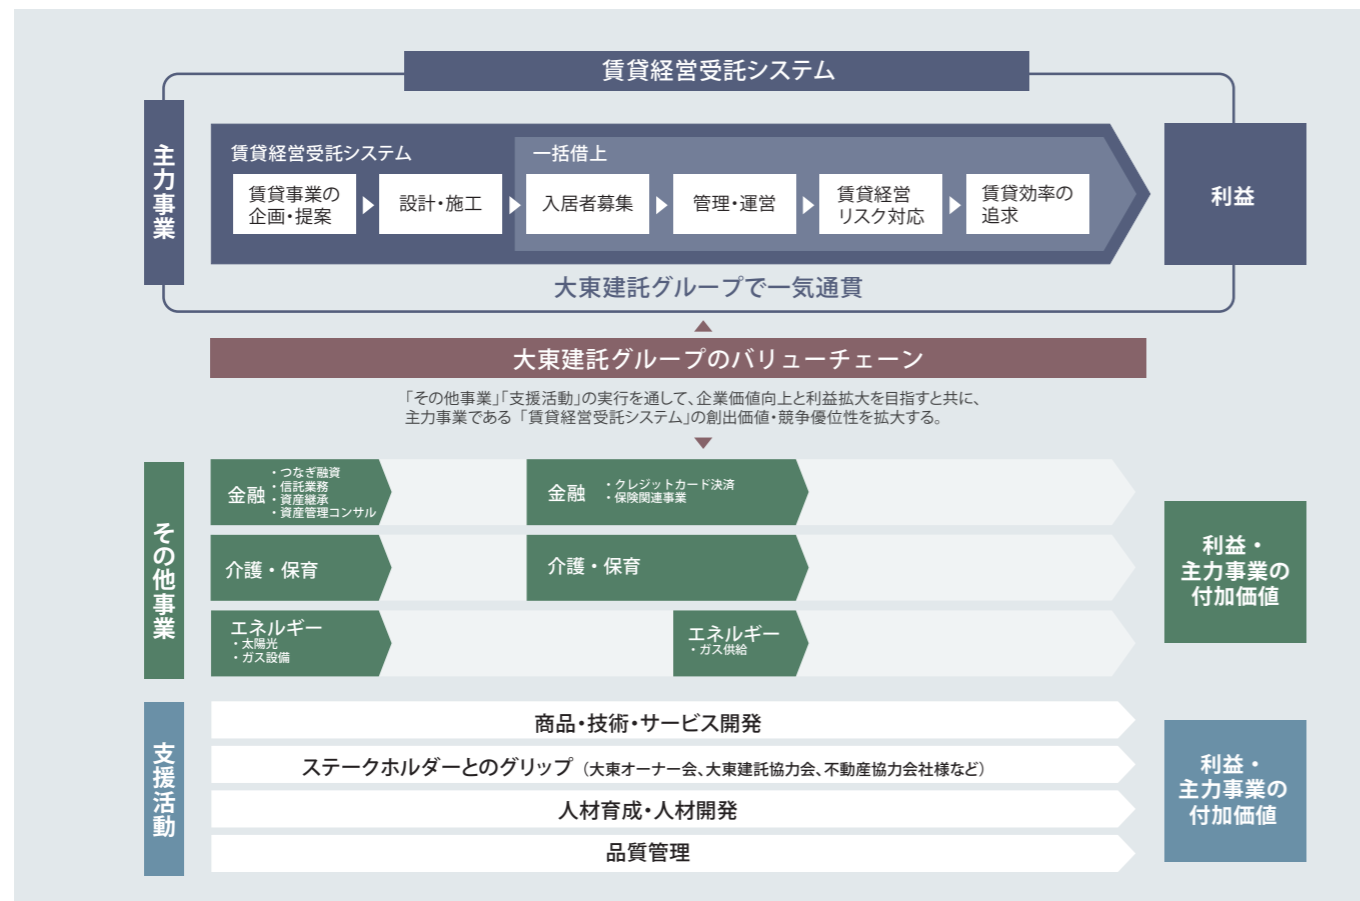 賃貸経営受託システム
主力事業
賃貸経営受託システム
一括借上
賃貸事業の
企画・提案
設計・施工
入居者募集
管理・運営
賃貸経営
リスク対応
賃貸効率の
追求
利益
大東建託グループで一気通貫
大東建託グループのバリューチェーン
「その他事業」「支援活動」の実行を通して、企業価値向上と利益拡大を目指すと共に、
主力事業である「賃貸経営受託システム」の創出価値・競争優位性を拡大する。
その他事業
金融
・つなぎ融資
・信託業務
・資産継承
・資産管理コンサル
金融
・クレジットカード決済
・保険関連事業
介護・保育
介護・保育
エネルギー
・太陽光
・ガス設備
エネルギー
・ガス供給
利益・
主力事業の
付加価値
支援活動
商品・技術・サービス開発
ステークホルダーとのグリップ（大東オーナー会、大東建託協力会、不動産協力会社様など）
人材育成・人材開発
品質管理
利益・
主力事業の
付加価値